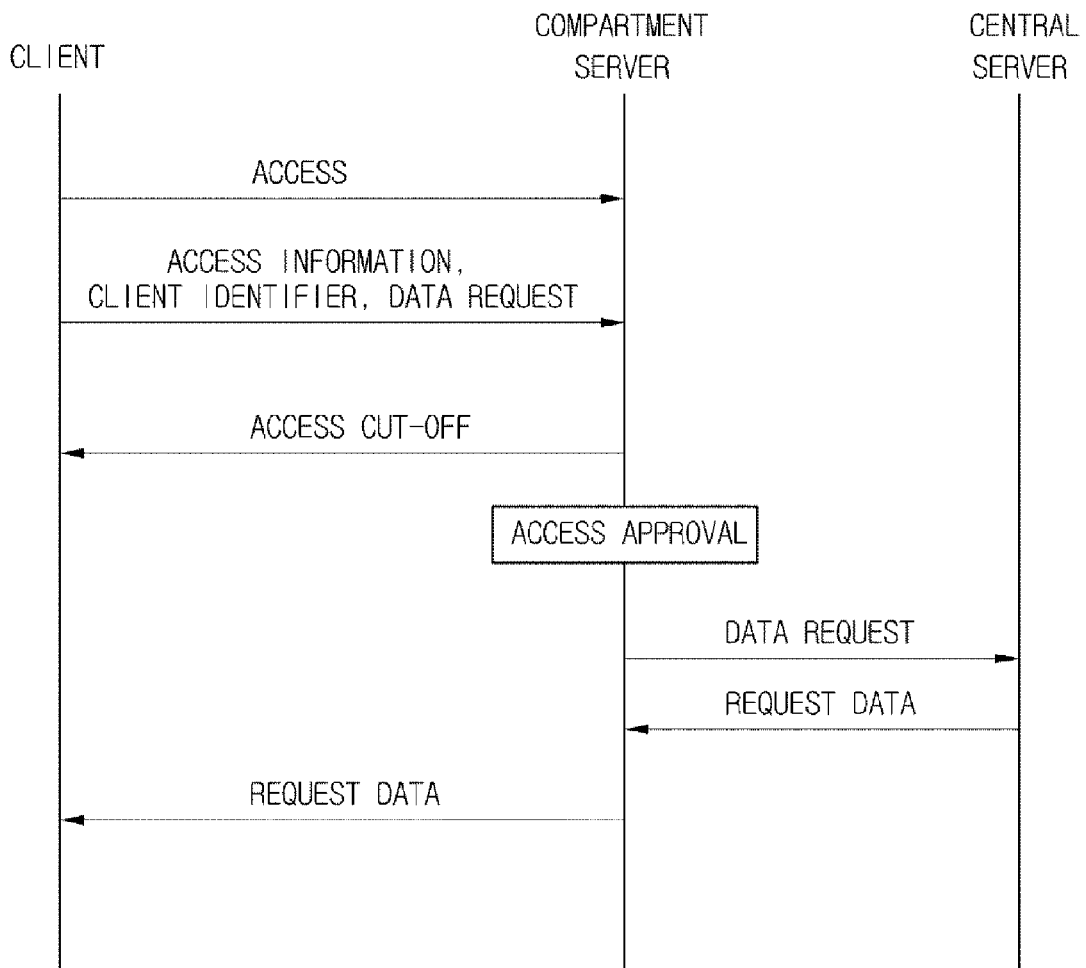 CLIENT
COMPARTMENT
SERVER
CENTRAL
SERVER
ACCESS
ACCESS INFORMATION,
CLIENT IDENTIFIER, DATA REQUEST
ACCESS CUT-OFF
ACCESS APPROVAL
DATA REQUEST
REQUEST DATA
REQUEST DATA